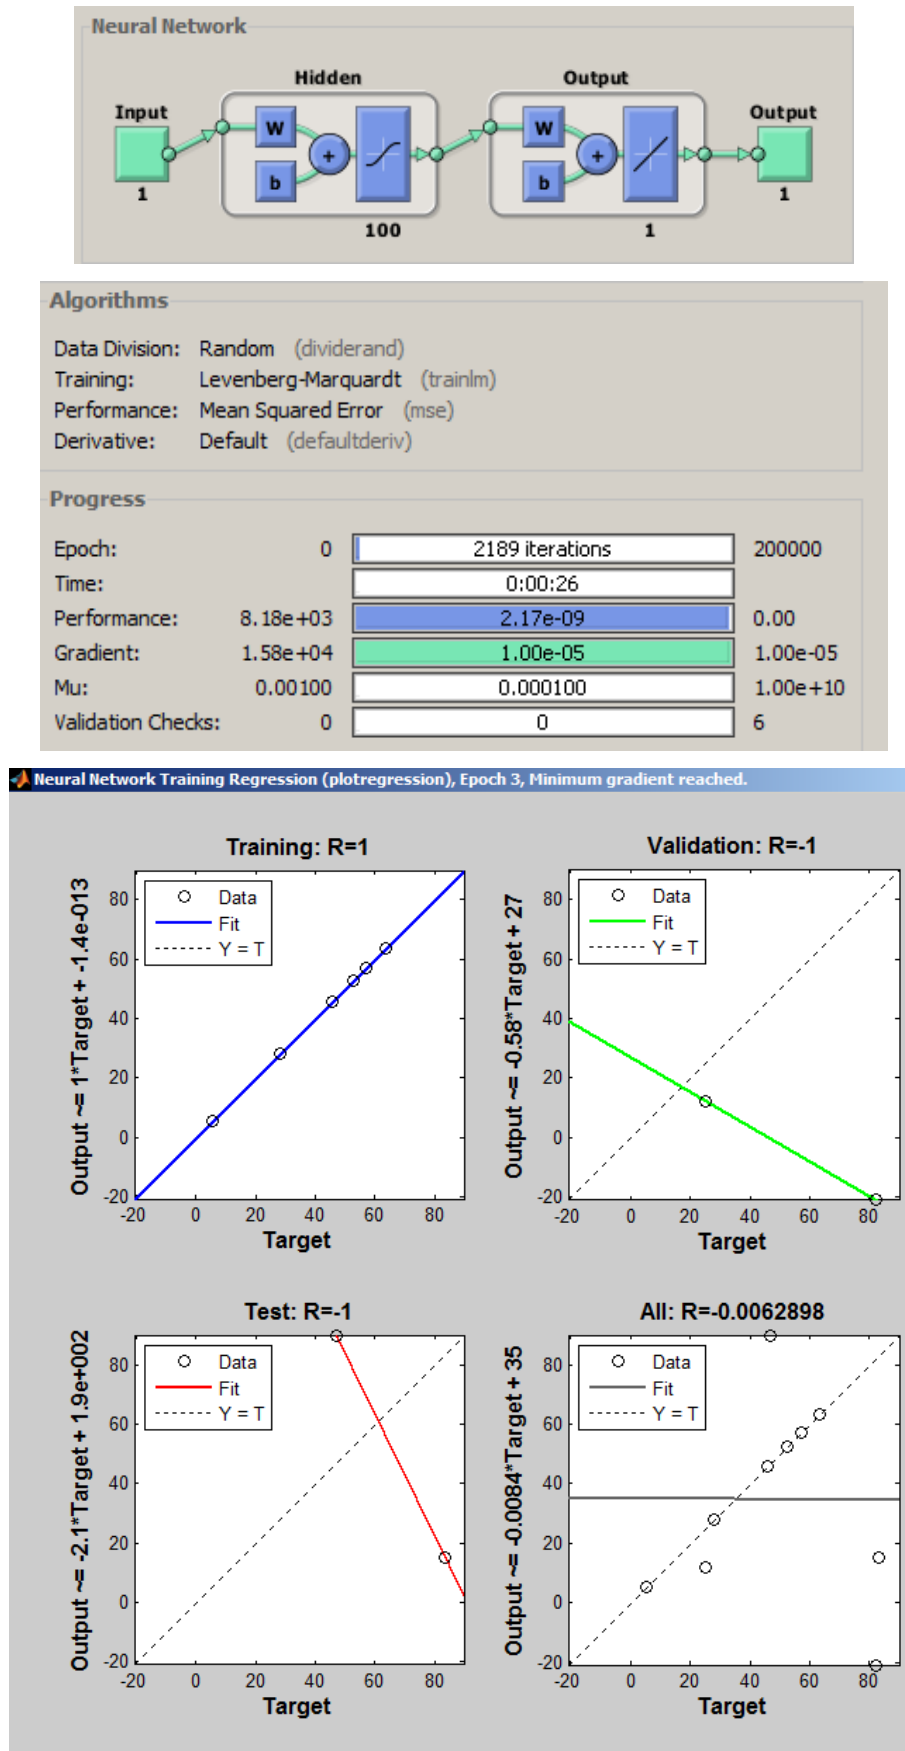 Neural Network
Hidden
Output
Input
Output
W
b
+
W
b
+
1
100
1
1
Algorithms
Data Division: Random (dividerand)
Training: Levenberg-Marquardt (trainlm)
Performance: Mean Squared Error (mse)
Derivative: Default (defaultderiv)
Progress
Epoch: 0 2189 iterations 200000
Time: 0:00:26
Performance: 8.18e+03 2.17e-09 0.00
Gradient: 1.58e+04 1.00e-05 1.00e-05
Mu: 0.00100 0.000100 1.00e+10
Validation Checks: 0 0 6
Neural Network Training Regression (plotregression), Epoch 3, Minimum gradient reached.
Training: R=1
Output ~= 1*Target + -1.4e-013
Data
Fit
Y = T
80
60
40
20
0
-20
-20 0 20 40 60 80
Target
Validation: R=-1
Output ~= -0.58*Target + 27
Data
Fit
Y = T
80
60
40
20
0
-20
-20 0 20 40 60 80
Target
Test: R=-1
Output ~= -2.1*Target + 1.9e+002
Data
Fit
Y = T
80
60
40
20
0
-20
-20 0 20 40 60 80
Target
All: R=-0.0062898
Output ~= -0.0084*Target + 35
Data
Fit
Y = T
80
60
40
20
0
-20
-20 0 20 40 60 80
Target